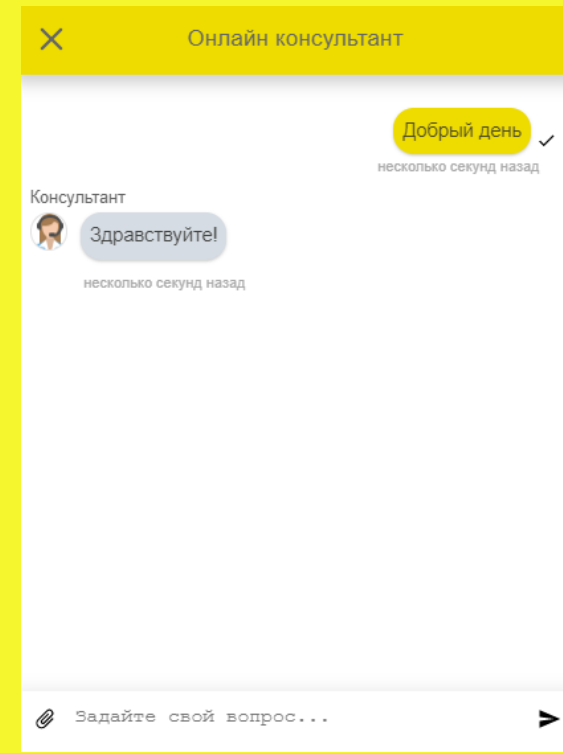 Онлайн консультант
Добрый день
несколько секунд назад
Консультант
Здравствуйте!
несколько секунд назад
Задайте свой вопрос...